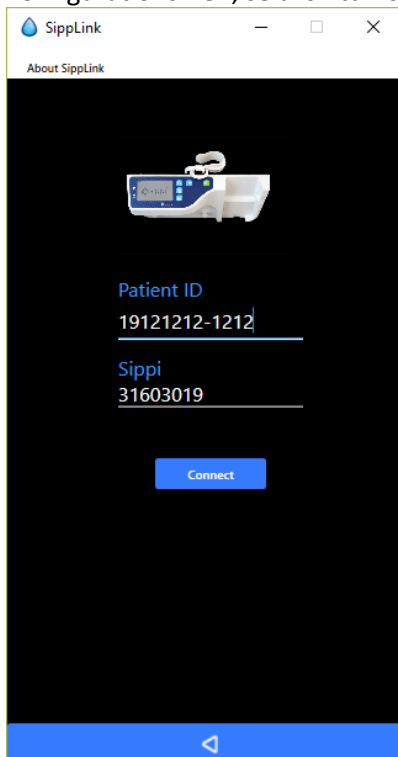 SippLink
About SippLink
Patient ID
19121212-1212
Sippi
31603019
Connect